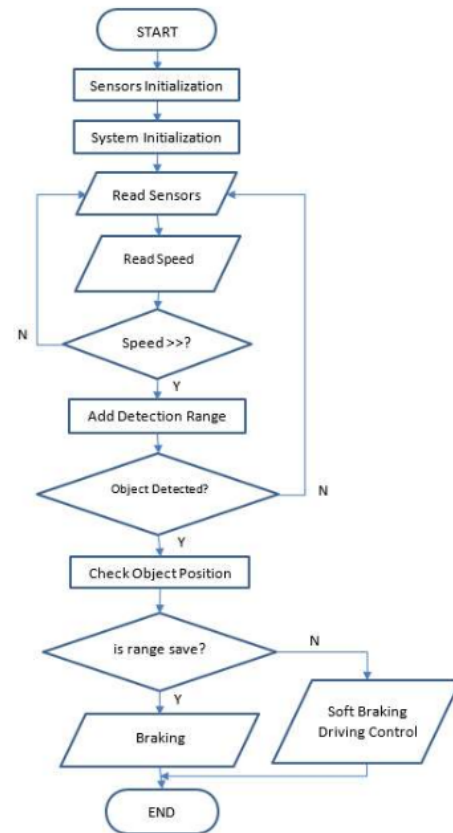 START
Sensors Initialization
System Initialization
Read Sensors
Read Speed
N
Speed >>?
Y
Add Detection Range
Object Detected?
N
Y
Check Object Position
is range save?
N
Y
Soft Braking
Driving Control
Braking
END